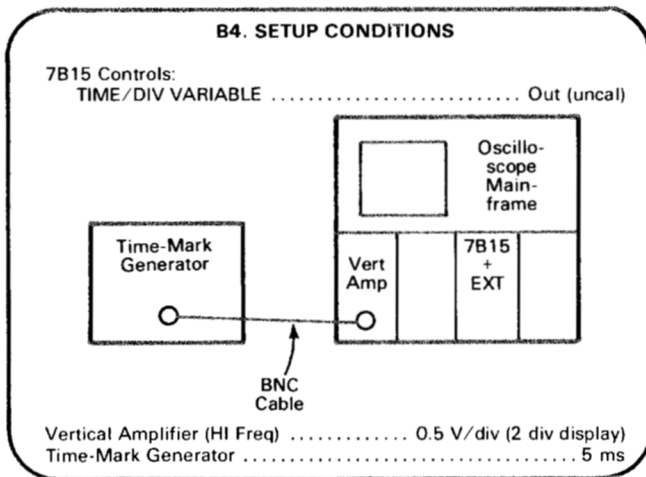 B4. SETUP CONDITIONS
7B15 Controls:
TIME/DIV VARIABLE .............................. Out (uncal)
Oscillo-
scope
Main-
frame
Time-Mark
Generator
Vert
Amp
7B15
+
EXT
BNC
Cable
Vertical Amplifier (HI Freq) ............. 0.5 V/div (2 div display)
Time-Mark Generator ...................................... 5 ms